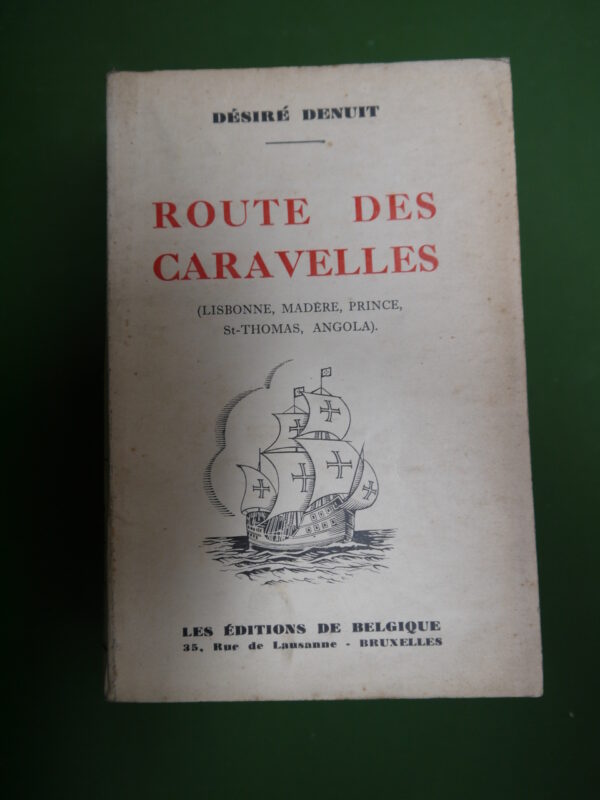 DÉSIRÉ DENUIT
ROUTE DES
CARAVELLES
(LISBONNE, MADÈRE, PRINCE,
St-THOMAS, ANGOLA).
LES ÉDITIONS DE BELGIQUE
35, Rue de Lausanne - BRUXELLES